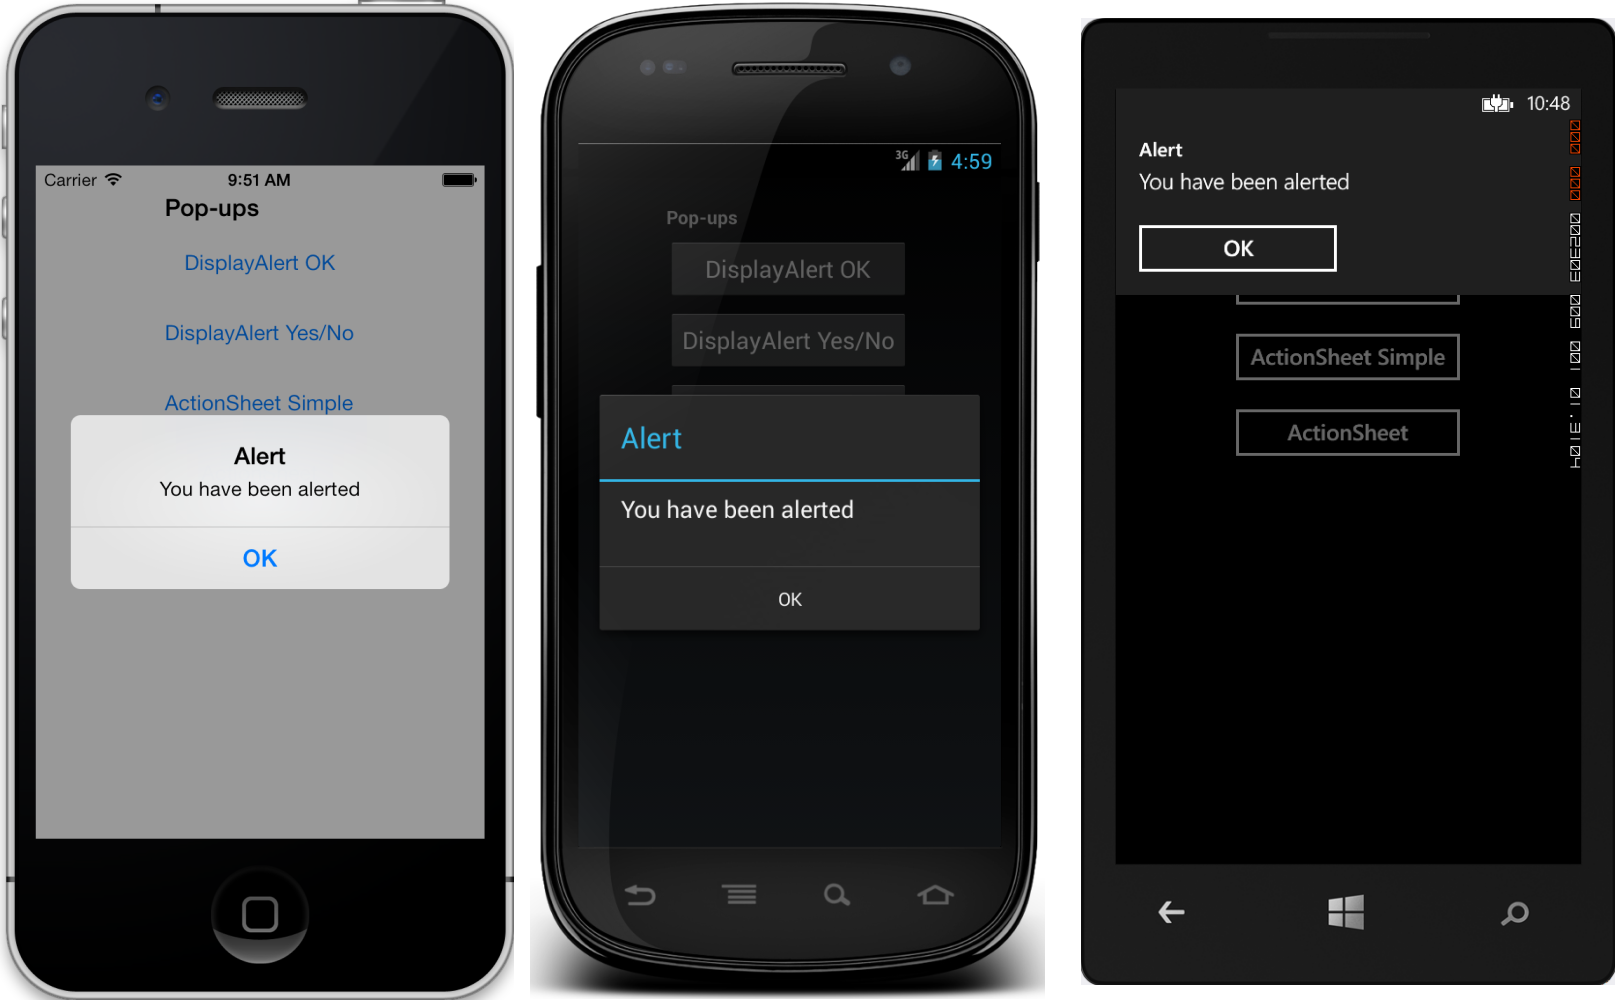 Carrier
9:51 AM
Pop-ups
DisplayAlert OK
DisplayAlert Yes/No
ActionSheet Simple
Alert
You have been alerted
OK
3G
4:59
Pop-ups
DisplayAlert OK
DisplayAlert Yes/No
Alert
You have been alerted
OK
10:48
Alert
You have been alerted
OK
ActionSheet Simple
ActionSheet